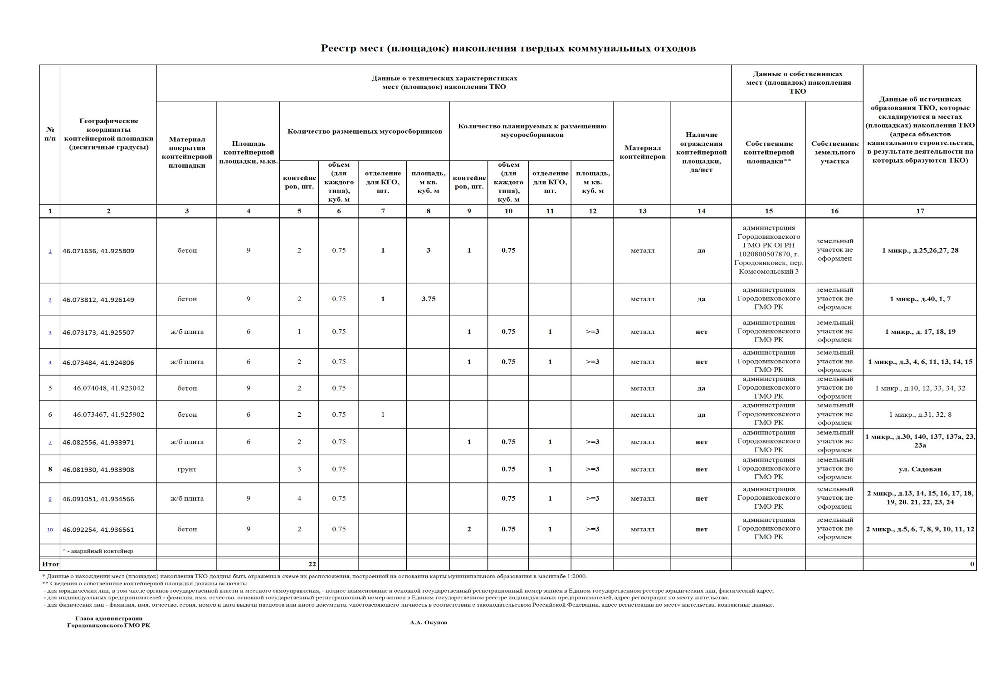 Реестр мест (площадок) накопления твердых коммунальных отходов
№
п/п
Географические
координаты
контейнерной площадки
(десятичные градусы)
Данные о технических характеристиках
мест (площадок) накопления ТКО
Данные о собственниках
мест (площадок) накопления
ТКО
Данные об источниках
образования ТКО, которые
складируются в местах
(площадках) накопления ТКО
(адреса объектов
капитального строительства,
в результате деятельности на
которых образуются ТКО)
Материал
покрытия
контейнерной
площадки
Площадь
контейнерной
площадки, м.кв.
Количество размещеных мусоросборников
Количество планируемых к размещению
мусоросборников
Материал
контейнеров
Наличие
ограждения
контейнерной
площадки,
да/нет
Собственник
контейнерной
площадки**
Собственник
земельного
участка
контейне
ров, шт.
объем
(для
каждого
типа),
куб. м
отделение
для КГО,
шт.
площадь,
м кв.
куб. м
контейне
ров, шт.
объем
(для
каждого
типа),
куб. м
отделение
для КГО,
шт.
площадь,
м кв.
куб. м
1 2 3 4 5 6 7 8 9 10 11 12 13 14 15 16 17
1 46.071636, 41.925809 бетон 9 2 0.75 1 3 1 0.75 металл да
администрация
Городовиковского
ГМО РК ОГРН
1020800507870, г.
Городовиковск, пер.
Комсомольский 3
земельный
участок не
оформлен
1 микр., д.25,26,27, 28
2 46.073812, 41.926149 бетон 9 2 0.75 1 3.75 металл да
администрация
Городовиковского
ГМО РК
земельный
участок не
оформлен
1 микр., д.40, 1, 7
3 46.073173, 41.925507 ж/б плита 6 1 0.75 1 0.75 1 >=3 металл нет
администрация
Городовиковского
ГМО РК
земельный
участок не
оформлен
1 микр., д. 17, 18, 19
4 46.073484, 41.924806 ж/б плита 6 2 0.75 1 0.75 1 >=3 металл нет
администрация
Городовиковского
ГМО РК
земельный
участок не
оформлен
1 микр., д.3, 4, 6, 11, 13, 14, 15
5 46.074048, 41.923042 бетон 9 2 0.75 металл да
администрация
Городовиковского
ГМО РК
земельный
участок не
оформлен
1 микр., д.10, 12, 33, 34, 32
6 46.073467, 41.925902 бетон 6 2 0.75 1 металл да
администрация
Городовиковского
ГМО РК
земельный
участок не
оформлен
1 микр., д.31, 32, 8
7 46.082556, 41.933971 ж/б плита 6 2 0.75 1 0.75 1 >=3 металл нет
администрация
Городовиковского
ГМО РК
земельный
участок не
оформлен
1 микр., д.30, 140, 137, 137а, 23,
23а
8 46.081930, 41.933908 грунт 3 0.75 0.75 1 >=3 металл нет
администрация
Городовиковского
ГМО РК
земельный
участок не
оформлен
ул. Садовая
9 46.091051, 41.934566 ж/б плита 9 4 0.75 0.75 1 >=3 металл нет
администрация
Городовиковского
ГМО РК
земельный
участок не
оформлен
2 микр., д.13, 14, 15, 16, 17, 18,
19, 20. 21, 22, 23, 24
10 46.092254, 41.936561 бетон 9 2 0.75 2 0.75 1 >=3 металл нет
администрация
Городовиковского
ГМО РК
земельный
участок не
оформлен
2 микр., д.5, 6, 7, 8, 9, 10, 11, 12
^ - аварийный контейнер
Итог 22 0
* Данные о нахождении мест (площадок) накопления ТКО долдны быть отражены в схеме их расположения, построенной на основании карты муниципального образования в масштабе 1:2000.
** Сведения о собственнике контейнерной площадки должны включать:
- для юридических лиц, в том числе органов государственной власти и местного самоуправления, - полное наименование и основной государственный регистрационный номер записи в Едином государственном реестре юридических лиц, фактический адрес;
- для индивидуальных предпринимателей - фамилия, имя, отчество, основной государственный регистрационный номер записи в Едином государственном реестре индивидуальных предпринимателей, адрес регистрации по месту жительства;
- для физических лиц - фамилия, имя, отчество, серия, номер и дата выдачи паспорта или иного документа, удостоверяющего личность в соответствии с законодательством Российской Федерации, адрес регистрации по месту жительства, контактные данные.
Глава администрации
Городовиковского ГМО РК
А.А. Окунов